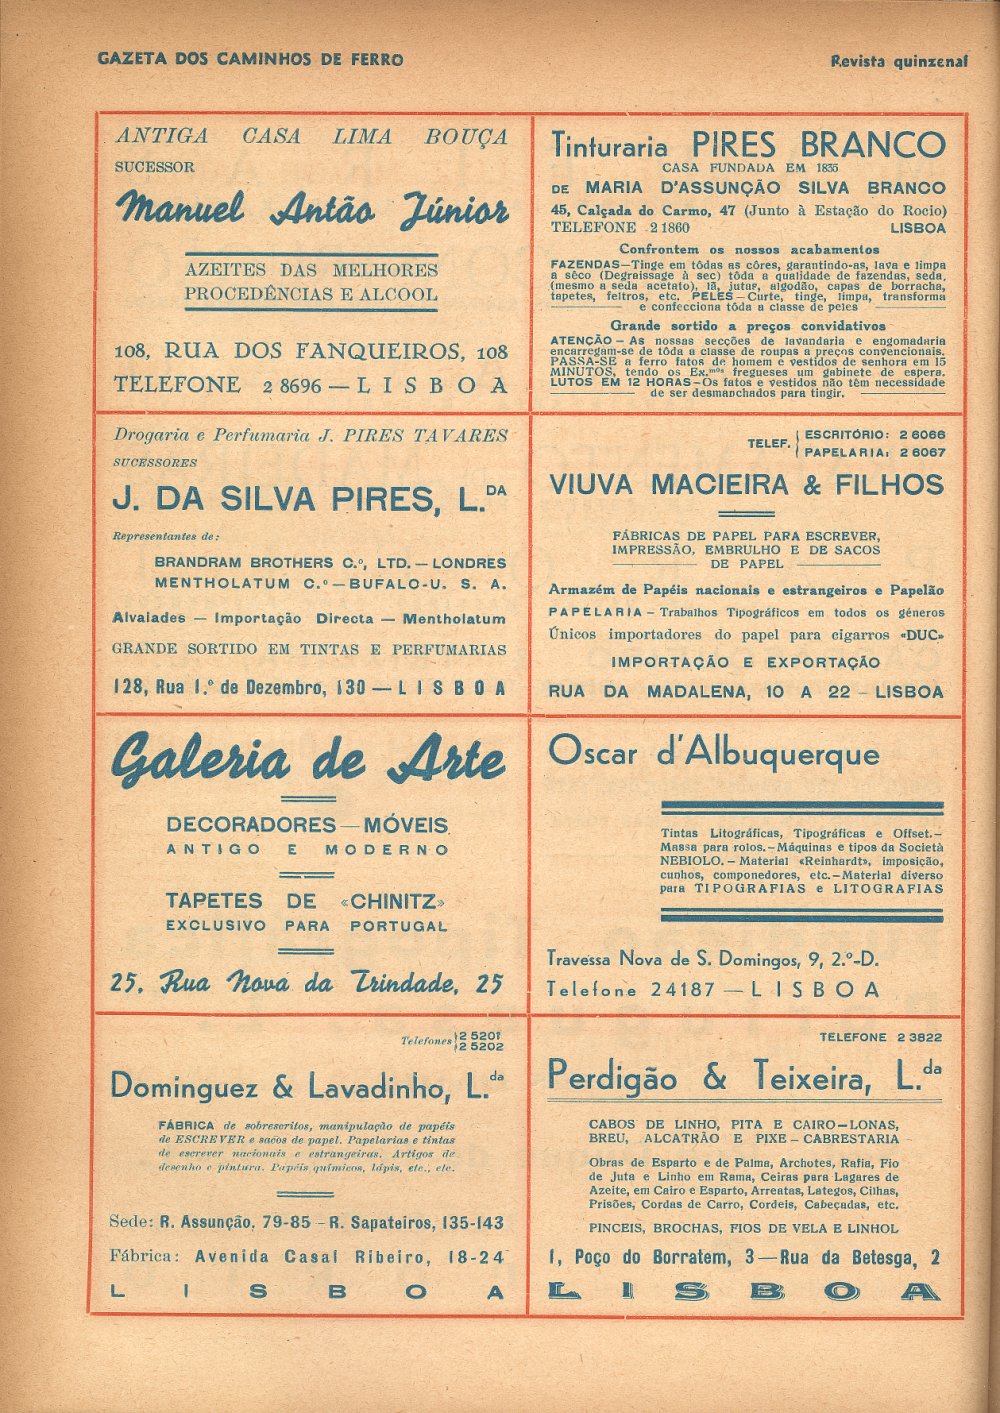 GAZETA DOS CAMINHOS DE FERRO
Revista quinzenal
ANTIGA CASA LIMA BOUÇA
SUCESSOR
Manuel Antão Júnior
AZEITES DAS MELHORES
PROCEDÊNCIAS E ALCOOL
108, RUA DOS FANQUEIROS, 108
TELEFONE 2 8696 — LISBOA
Tinturaria PIRES BRANCO
CASA FUNDADA EM 1835
DE MARIA D'ASSUNÇÃO SILVA BRANCO
45, Calçada do Carmo, 47 (Junto à Estação do Rocio)
TELEFONE 21860 LISBOA
Confrontem os nossos acabamentos
FAZENDAS—Tinge em tôdas as côres, garantindo-as, lava e limpa
a sêco (Degraissage à sec) tôda a qualidade de fazendas, seda,
(mesmo a seda acetato), lã, jutas, algodão, capas de borracha,
tapetes, feltros, etc. PELES—Curte, tinge, limpa, transforma
e confecciona tôda a classe de peles
Grande sortido a preços convidativos
ATENÇÃO — As nossas secções de lavandaria e engomadaria
encarregam-se de tôda a classe de roupas a preços convencionais.
PASSA-SE a ferro fatos de homem e vestidos de senhora em 15
MINUTOS, tendo os Ex.mos fregueses um gabinete de espera.
LUTOS EM 12 HORAS—Os fatos e vestidos não têm necessidade
de ser desmanchados para tingir.
Drogaria e Perfumaria J. PIRES TAVARES
SUCESSORES
J. DA SILVA PIRES, L.DA
Representantes de:
BRANDRAM BROTHERS C.º, LTD.—LONDRES
MENTHOLATUM C.º—BUFALO-U. S. A.
Alvaiades — Importação Directa — Mentholatum
GRANDE SORTIDO EM TINTAS E PERFUMARIAS
128, Rua 1.º de Dezembro, 130 — LISBOA
TELEF. ESCRITÓRIO: 2 6066
PAPELARIA: 2 6067
VIUVA MACIEIRA & FILHOS
FÁBRICAS DE PAPEL PARA ESCREVER,
IMPRESSÃO, EMBRULHO E DE SACOS
DE PAPEL
Armazém de Papéis nacionais e estrangeiros e Papelão
PAPELARIA — Trabalhos Tipográficos em todos os géneros
Únicos importadores do papel para cigarros «DUC»
IMPORTAÇÃO E EXPORTAÇÃO
RUA DA MADALENA, 10 A 22 — LISBOA
Galeria de Arte
DECORADORES—MÓVEIS
ANTIGO E MODERNO
TAPETES DE «CHINITZ»
EXCLUSIVO PARA PORTUGAL
25, Rua Nova da Trindade, 25
Oscar d'Albuquerque
Tintas Litográficas, Tipográficas e Offset.—
Massa para rolos.—Máquinas e tipos da Società
NEBIOLO.—Material «Reinhardt», imposição,
cunhos, componedores, etc.—Material diverso
para TIPOGRAFIAS e LITOGRAFIAS
Travessa Nova de S. Domingos, 9, 2.º-D.
Telefone 24187 — LISBOA
Telefones 2 5201
2 5202
Dominguez & Lavadinho, L.da
FÁBRICA de sobrescritos, manipulação de papéis
de ESCREVER e sacos de papel. Papelarias e tintas
de escrever nacionais e estrangeiras. Artigos de
desenho e pintura. Papéis químicos, lápis, etc., etc.
Sede: R. Assunção, 79-85 - R. Sapateiros, 135-143
Fábrica: Avenida Casal Ribeiro, 18-24
LISBOA
TELEFONE 2 3822
Perdigão & Teixeira, L.da
CABOS DE LINHO, PITA E CAIRO—LONAS,
BREU, ALCATRÃO E PIXE—CABRESTARIA
Obras de Esparto e de Palma, Archotes, Rafia, Fio
de Juta e Linho em Rama, Ceiras para Lagares de
Azeite, em Cairo e Esparto, Arreatas, Lategos, Cilhas,
Prisões, Cordas de Carro, Cordeis, Cabeçadas, etc.
PINCEIS, BROCHAS, FIOS DE VELA E LINHOL
1, Poço do Borratem, 3—Rua da Betesga, 2
LISBOA